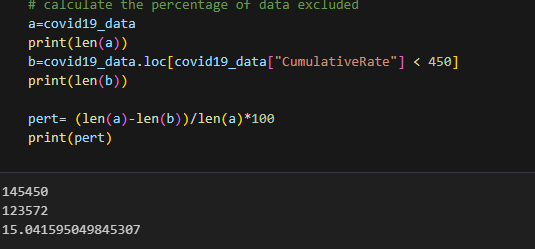 # calculate the percentage of data excluded
a=covid19_data
print(len(a))
b=covid19_data.loc[covid19_data["CumulativeRate"] < 450]
print(len(b))
pert= (len(a)-len(b))/len(a)*100
print(pert)
145450
123572
15.041595049845307